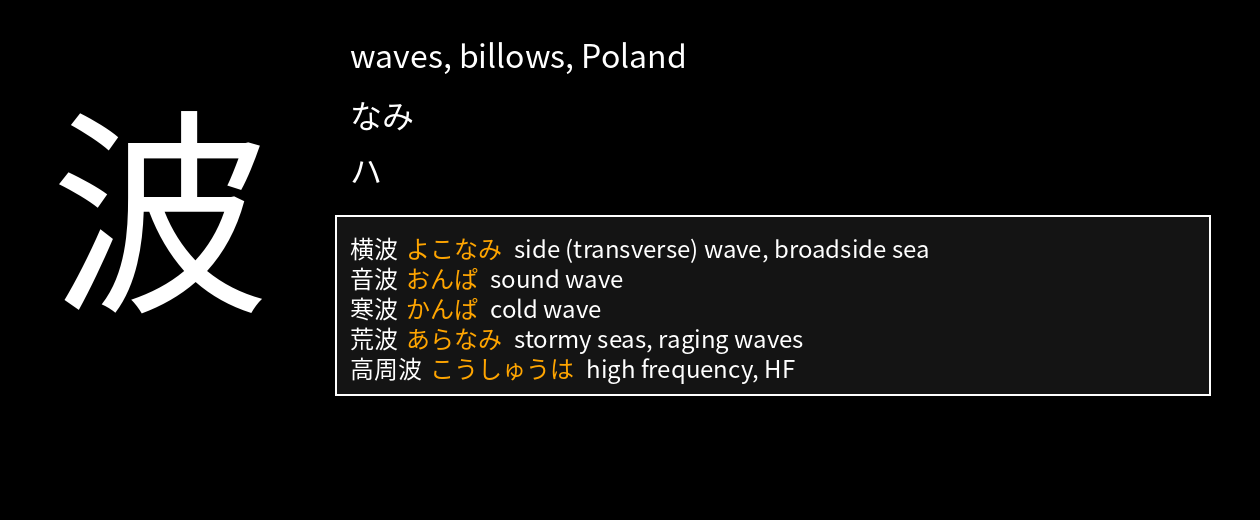 波
waves, billows, Poland
なみ
ハ
横波 よこなみ side (transverse) wave, broadside sea
音波 おんぱ sound wave
寒波 かんぱ cold wave
荒波 あらなみ stormy seas, raging waves
高周波 こうしゅうは high frequency, HF